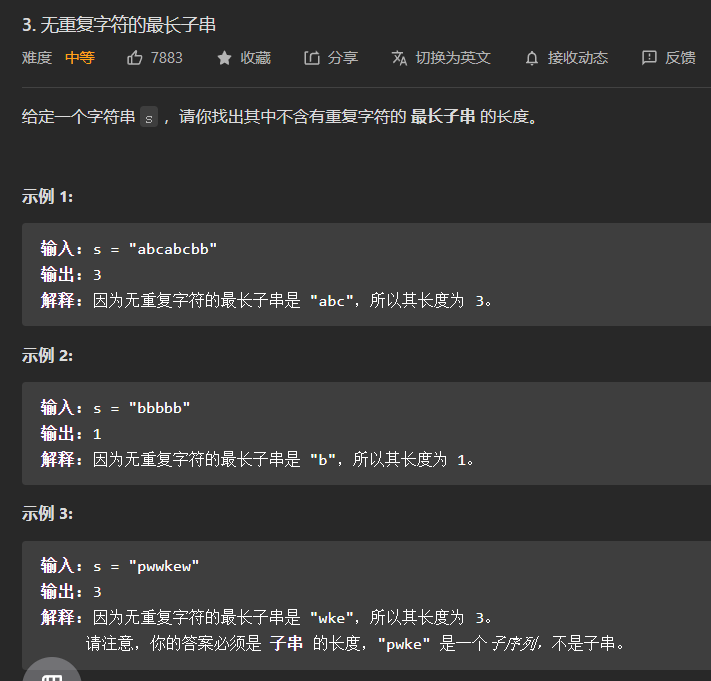 3. 无重复字符的最长子串
难度 中等 7883 收藏 分享 切换为英文 接收动态 反馈
给定一个字符串 s ，请你找出其中不含有重复字符的 最长子串 的长度。
示例 1:
输入: s = "abcabcbb"
输出: 3
解释: 因为无重复字符的最长子串是 "abc"，所以其长度为 3。
示例 2:
输入: s = "bbbbb"
输出: 1
解释: 因为无重复字符的最长子串是 "b"，所以其长度为 1。
示例 3:
输入: s = "pwwkew"
输出: 3
解释: 因为无重复字符的最长子串是 "wke"，所以其长度为 3。
请注意，你的答案必须是 子串 的长度，"pwke" 是一个子序列，不是子串。